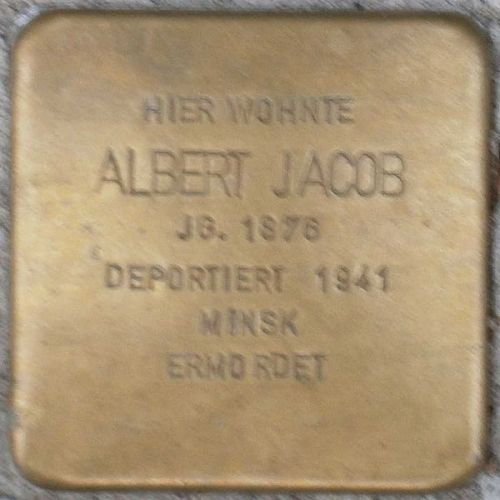 HIER WOHNTE
ALBERT JACOB
JG. 1876
DEPORTIERT 1941
MINSK
ERMORDET